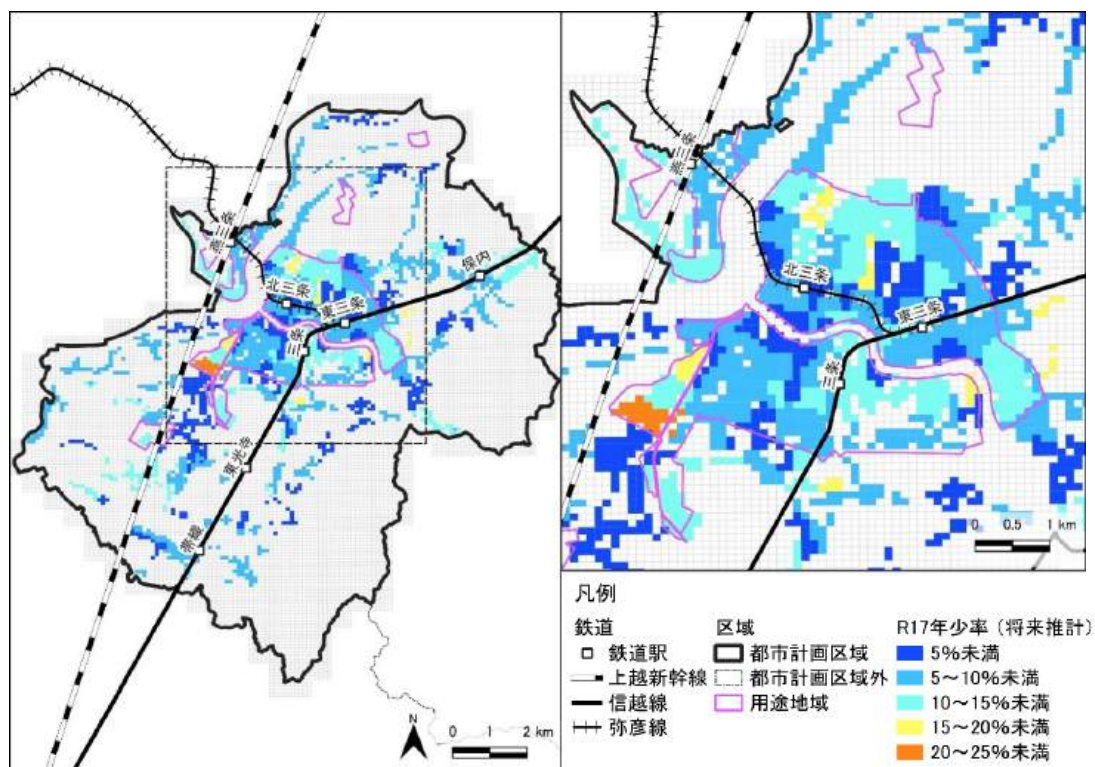 燕三条
北三条
東三条
保内
三条
東光寺
帯織
N
0 1 2 km
燕三条
北三条
東三条
三条
0 0.5 1 km
凡例
鉄道
鉄道駅
上越新幹線
信越線
弥彦線
区域
都市計画区域
都市計画区域外
用途地域
R17年少率（将来推計）
5%未満
5～10%未満
10～15%未満
15～20%未満
20～25%未満